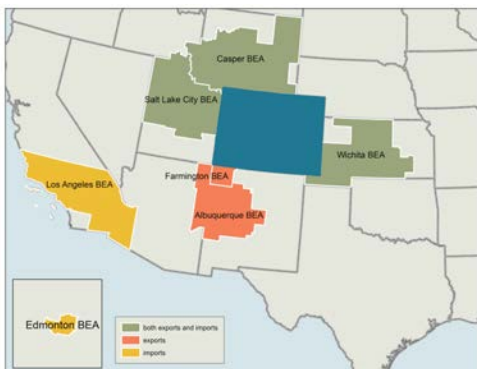 Casper BEA
Salt Lake City BEA
Wichita BEA
Farmington BEA
Los Angeles BEA
Albuquerque BEA
Edmonton BEA
both exports and imports
exports
imports